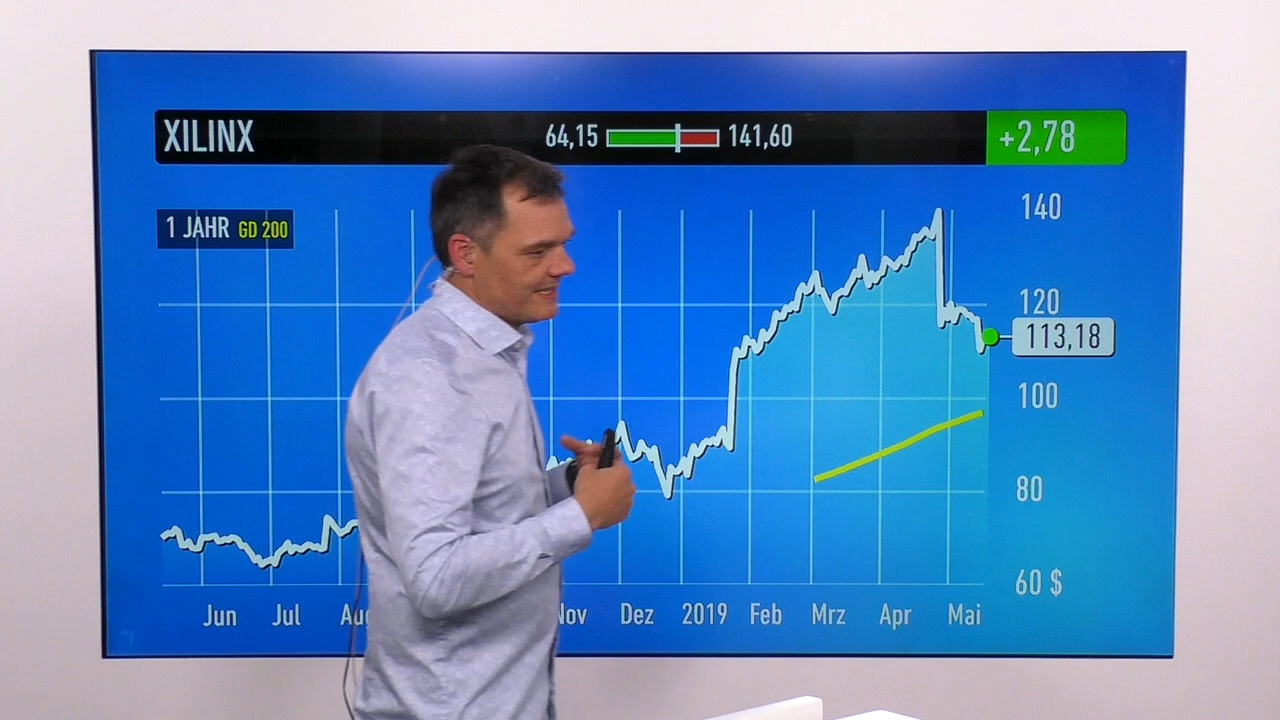 XILINX 64,15 141,60 +2,78
1 JAHR GD 200
140
120
113,18
100
80
60 $
Jun Jul Dez 2019 Feb Mrz Apr Mai